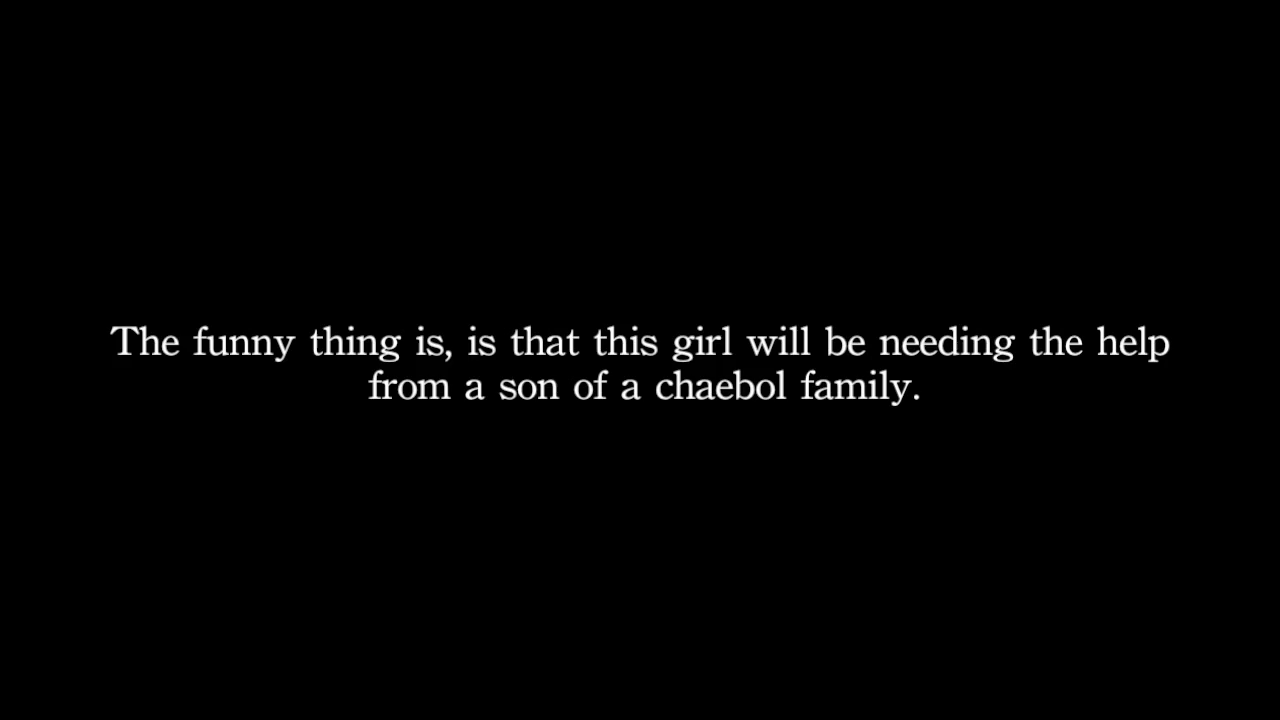 The funny thing is, is that this girl will be needing the help
from a son of a chaebol family.